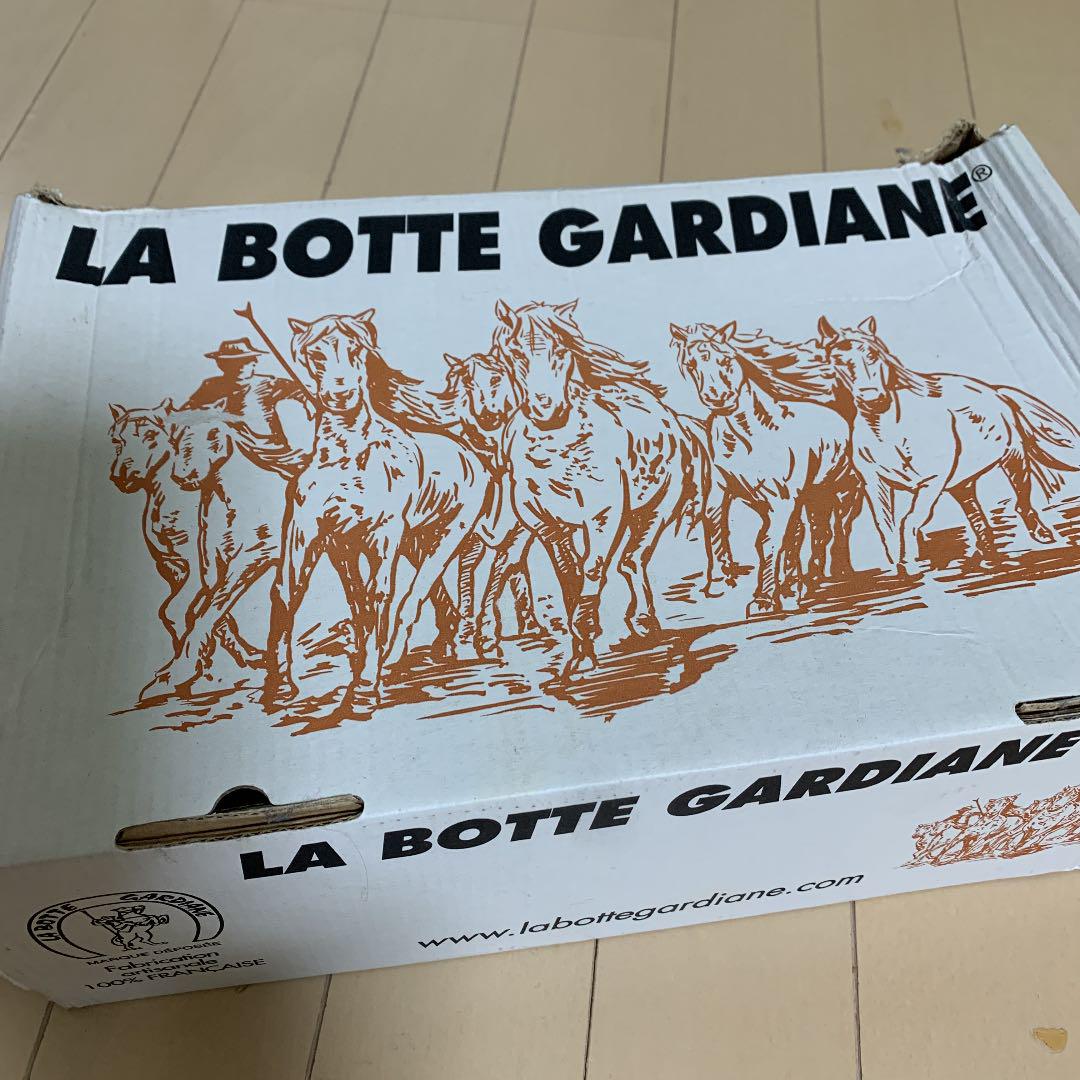 LA BOTTE GARDIANE®
LA BOTTE GARDIANE
www.labottegardiane.com
LA BOTTE GARDIANE
MARQUE DÉPOSÉE
Fabrication
artisanale
100% FRANÇAISE